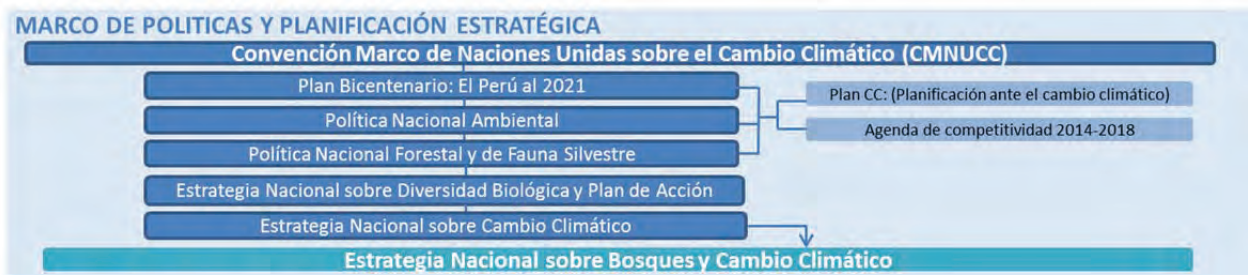 MARCO DE POLITICAS Y PLANIFICACIÓN ESTRATÉGICA
Convención Marco de Naciones Unidas sobre el Cambio Climático (CMNUCC)
Plan Bicentenario: El Perú al 2021
Plan CC: (Planificación ante el cambio climático)
Política Nacional Ambiental
Agenda de competitividad 2014-2018
Política Nacional Forestal y de Fauna Silvestre
Estrategia Nacional sobre Diversidad Biológica y Plan de Acción
Estrategia Nacional sobre Cambio Climático
Estrategia Nacional sobre Bosques y Cambio Climático